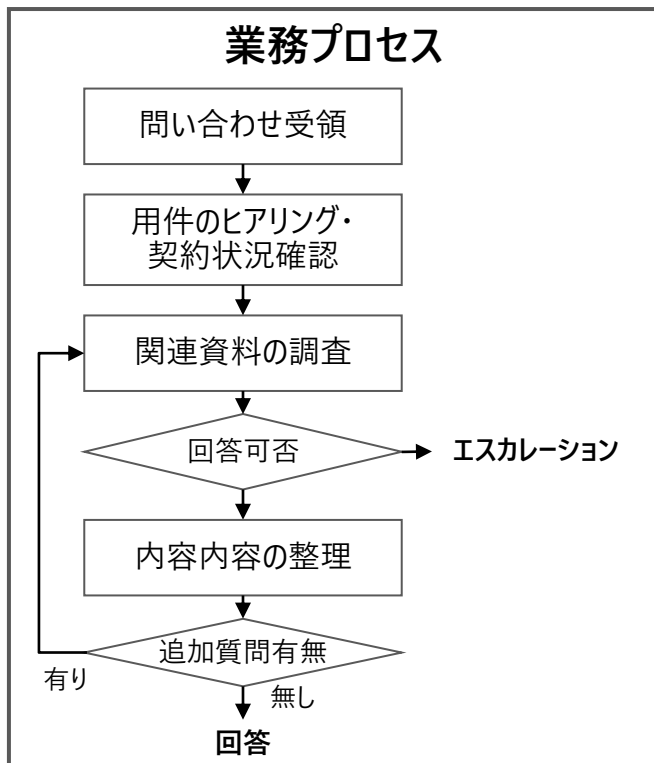 業務プロセス
問い合わせ受領
用件のヒアリング・
契約状況確認
関連資料の調査
回答可否
エスカレーション
内容内容の整理
追加質問有無
有り
無し
回答